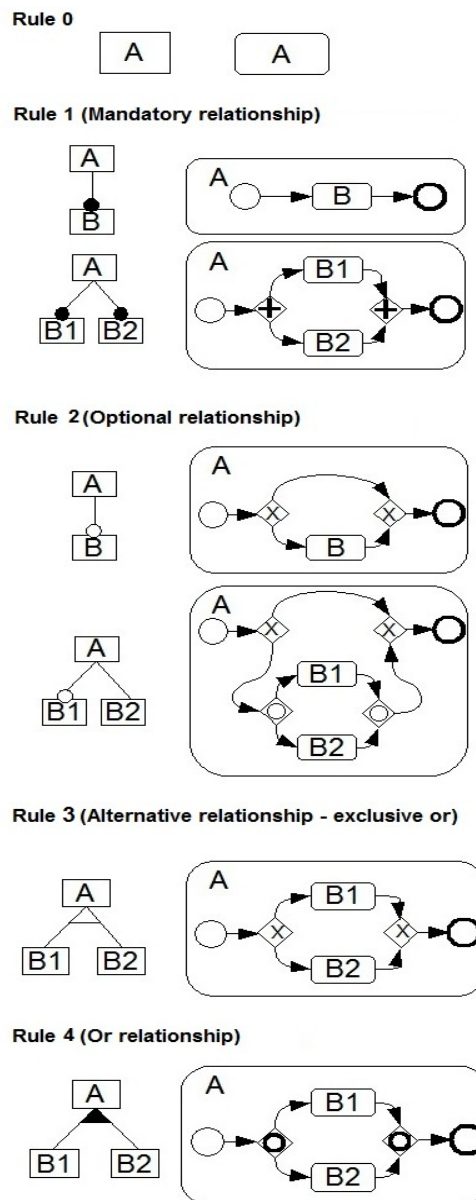 Rule 0
A A
Rule 1 (Mandatory relationship)
A
B
A
B
A
B1 B2
A
B1
B2
Rule 2 (Optional relationship)
A
B
A
X X
B
A
B1 B2
A
X X
B1
B2
Rule 3 (Alternative relationship - exclusive or)
A
B1 B2
A
B1
X X
B2
Rule 4 (Or relationship)
A
B1 B2
A
B1
B2